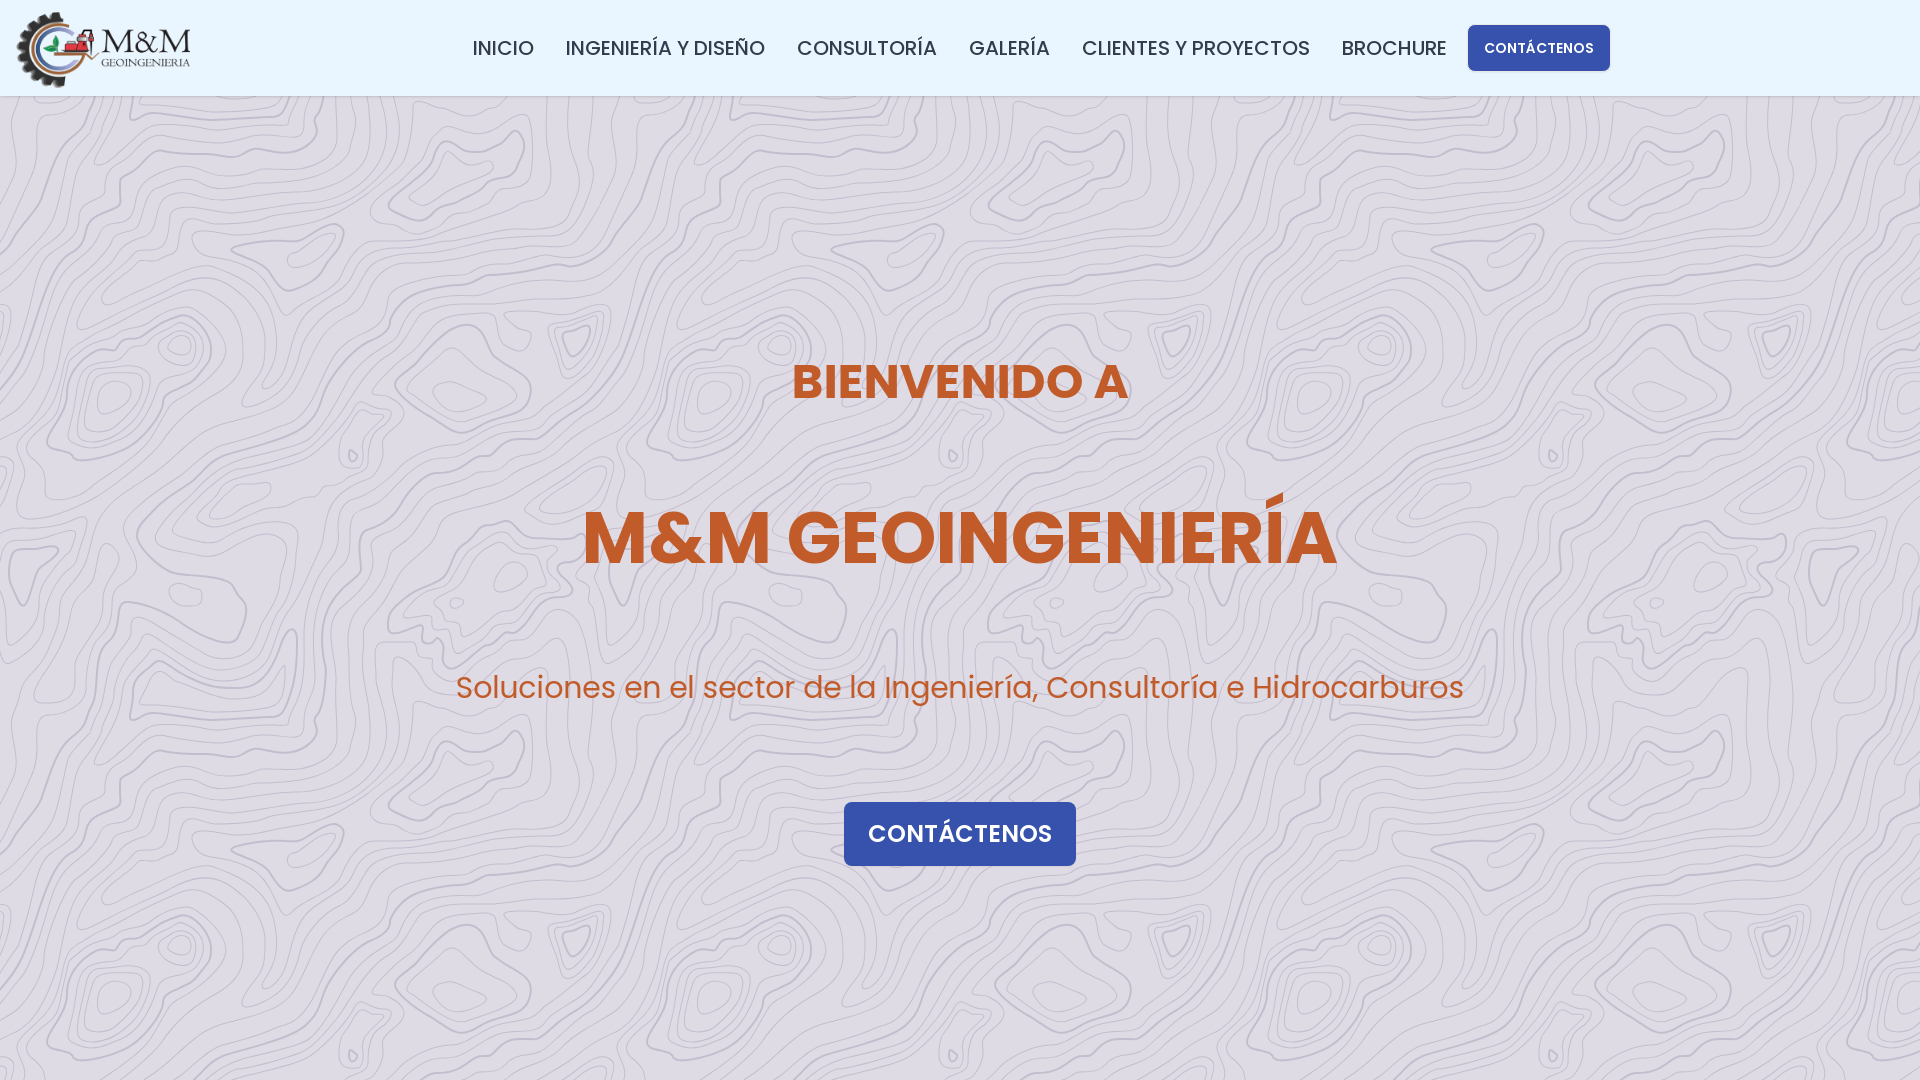 M&M
GEOINGENIERIA
INICIO
INGENIERÍA Y DISEÑO
CONSULTORÍA
GALERÍA
CLIENTES Y PROYECTOS
BROCHURE
CONTÁCTENOS
BIENVENIDO A
M&M GEOINGENIERÍA
Soluciones en el sector de la Ingeniería, Consultoría e Hidrocarburos
CONTÁCTENOS